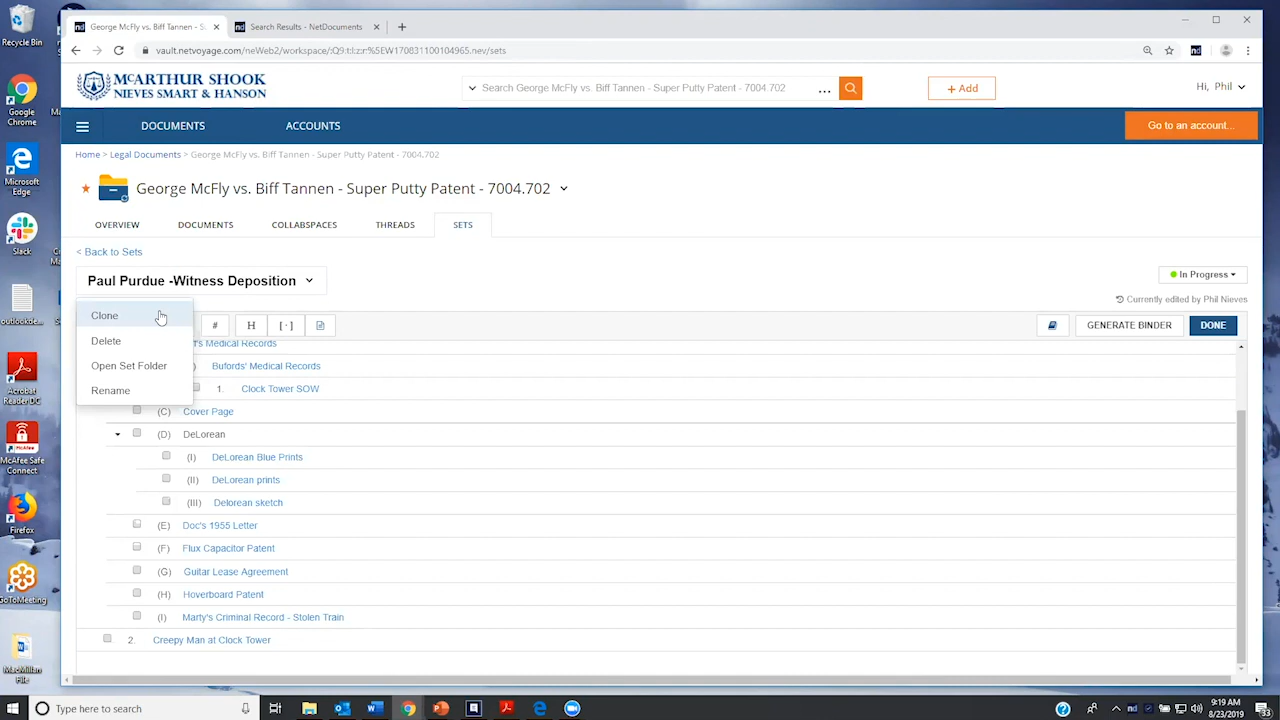 Recycle Bin
Google Chrome
Microsoft Edge
Slack
Acrobat Reader DC
McAfee Safe Connect
Firefox
GoToMeeting
MacMillan File
nd George McFly vs. Biff Tannen - S
nd Search Results - NetDocuments
vault.netvoyage.com/neWeb2/workspace/:Q9:t:l:z:r:%5EW170831100104965.nev/sets
McARTHUR SHOOK
NIEVES SMART & HANSON
Search George McFly vs. Biff Tannen - Super Putty Patent - 7004.702
...
+ Add
Hi, Phil
DOCUMENTS
ACCOUNTS
Go to an account...
Home > Legal Documents > George McFly vs. Biff Tannen - Super Putty Patent - 7004.702
George McFly vs. Biff Tannen - Super Putty Patent - 7004.702
OVERVIEW
DOCUMENTS
COLLABSPACES
THREADS
SETS
< Back to Sets
Paul Purdue -Witness Deposition
In Progress
Currently edited by Phil Nieves
Clone
Delete
Open Set Folder
Rename
#
H
[·]
GENERATE BINDER
DONE
's Medical Records
) Bufords' Medical Records
1. Clock Tower SOW
(C) Cover Page
(D) DeLorean
(I) DeLorean Blue Prints
(II) DeLorean prints
(III) Delorean sketch
(E) Doc's 1955 Letter
(F) Flux Capacitor Patent
(G) Guitar Lease Agreement
(H) Hoverboard Patent
(I) Marty's Criminal Record - Stolen Train
2. Creepy Man at Clock Tower
Type here to search
9:19 AM
8/23/2019
33